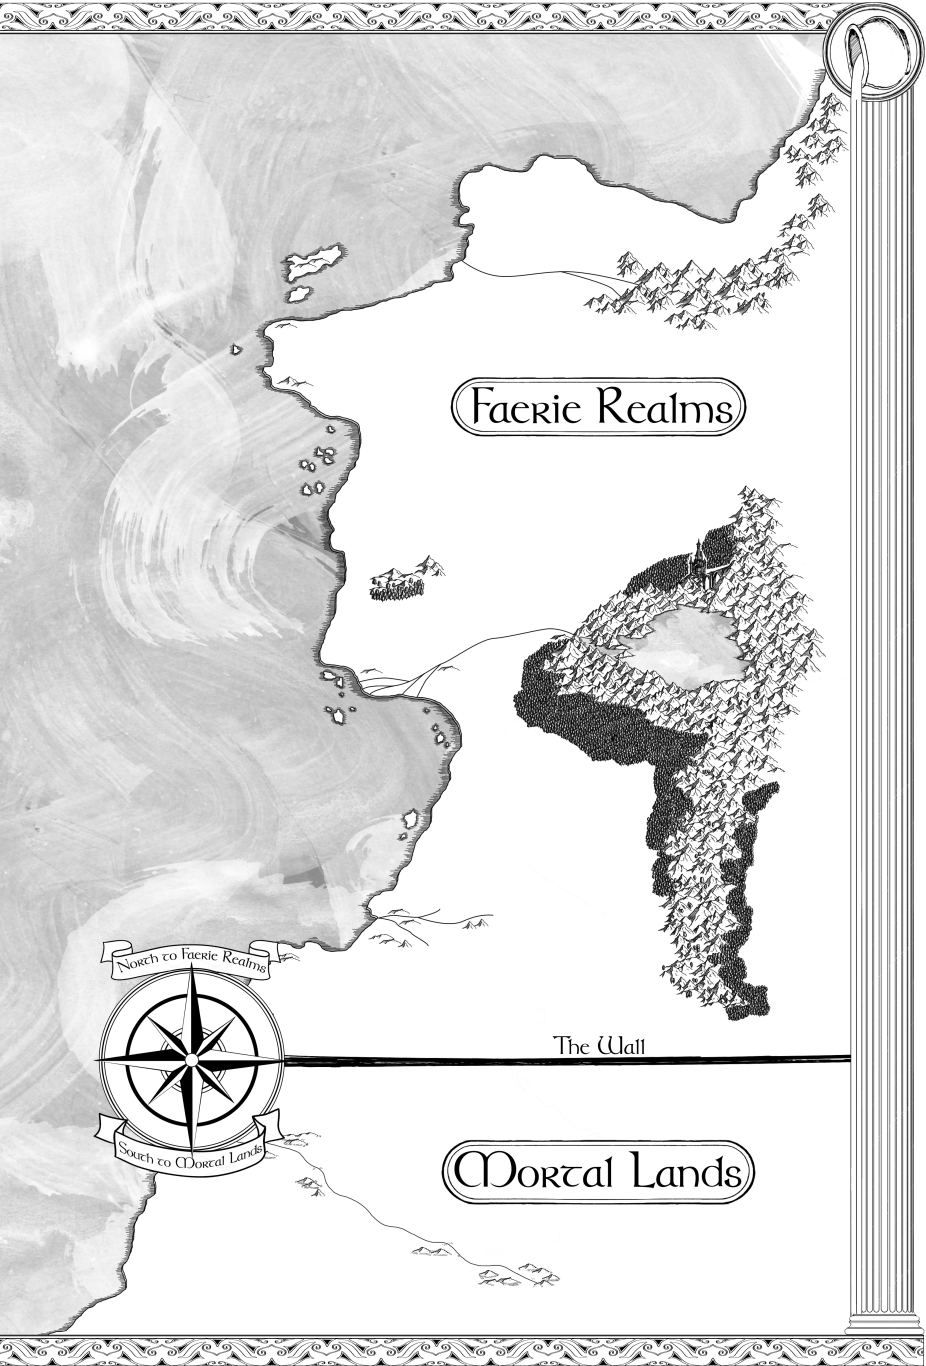 Faerie Realms
North to Faerie Realms
The Wall
South to Mortal Lands
Mortal Lands